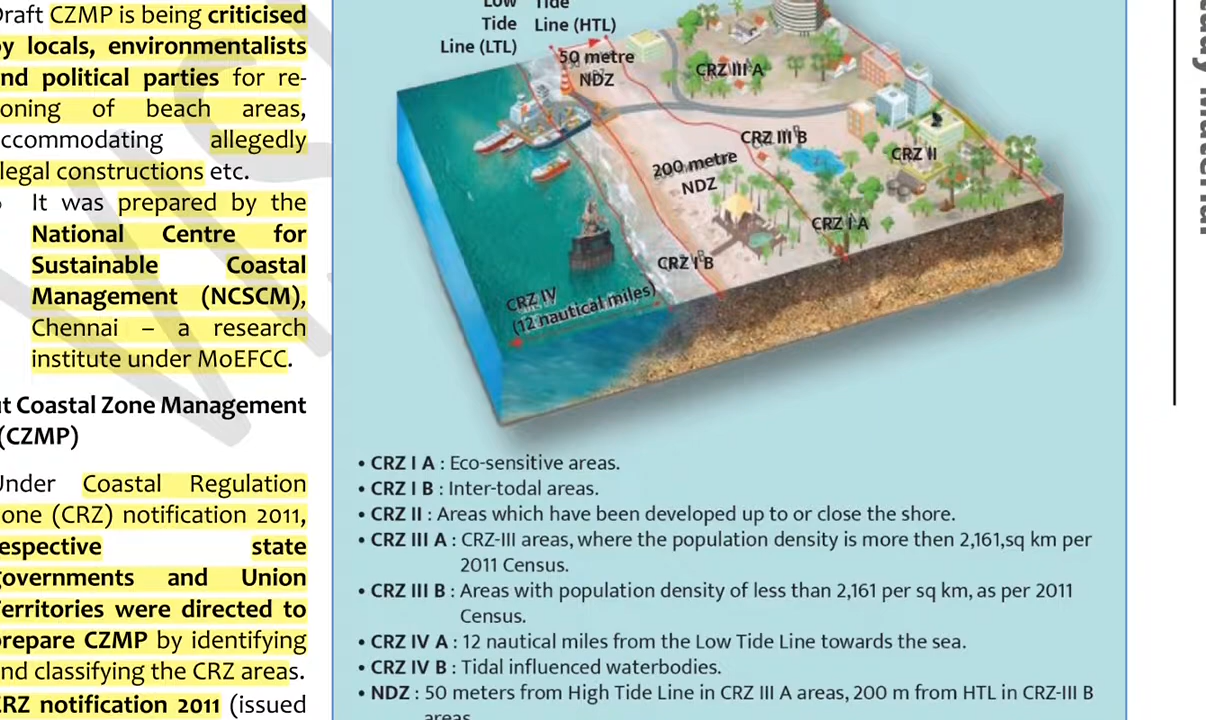 Draft CZMP is being criticised
by locals, environmentalists
and political parties for re-
zoning of beach areas,
accommodating allegedly
illegal constructions etc.
It was prepared by the
National Centre for
Sustainable Coastal
Management (NCSCM),
Chennai – a research
institute under MoEFCC.
Coastal Zone Management
(CZMP)
Under Coastal Regulation
Zone (CRZ) notification 2011,
respective state
governments and Union
Territories were directed to
prepare CZMP by identifying
and classifying the CRZ areas.
CRZ notification 2011 (issued
Low
Tide
Line (LTL)
Tide
Line (HTL)
50 metre
NDZ
CRZ III A
CRZ III B
200 metre
NDZ
CRZ II
CRZ I A
CRZ I B
CRZ IV
(12 nautical miles)
• CRZ I A : Eco-sensitive areas.
• CRZ I B : Inter-todal areas.
• CRZ II : Areas which have been developed up to or close the shore.
• CRZ III A : CRZ-III areas, where the population density is more then 2,161,sq km per
2011 Census.
• CRZ III B : Areas with population density of less than 2,161 per sq km, as per 2011
Census.
• CRZ IV A : 12 nautical miles from the Low Tide Line towards the sea.
• CRZ IV B : Tidal influenced waterbodies.
• NDZ : 50 meters from High Tide Line in CRZ III A areas, 200 m from HTL in CRZ-III B
areas
Material